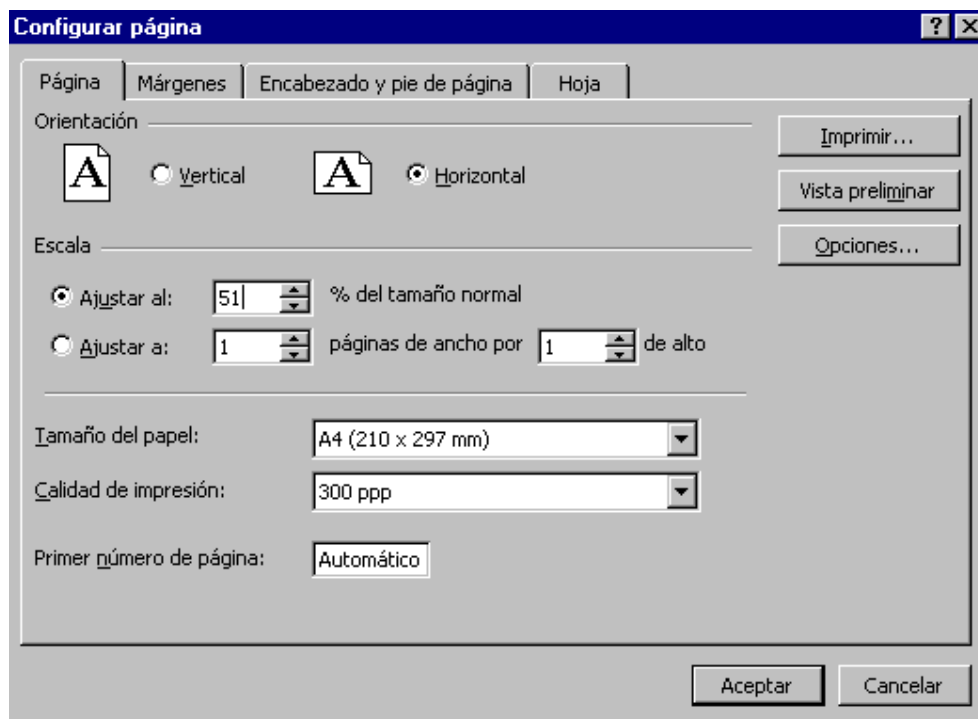 Configurar página
Página Márgenes Encabezado y pie de página Hoja
Orientación
Imprimir...
A Vertical A Horizontal
Vista preliminar
Escala
Opciones...
Ajustar al: 51 % del tamaño normal
Ajustar a: 1 páginas de ancho por 1 de alto
Tamaño del papel: A4 (210 x 297 mm)
Calidad de impresión: 300 ppp
Primer número de página: Automático
Aceptar Cancelar